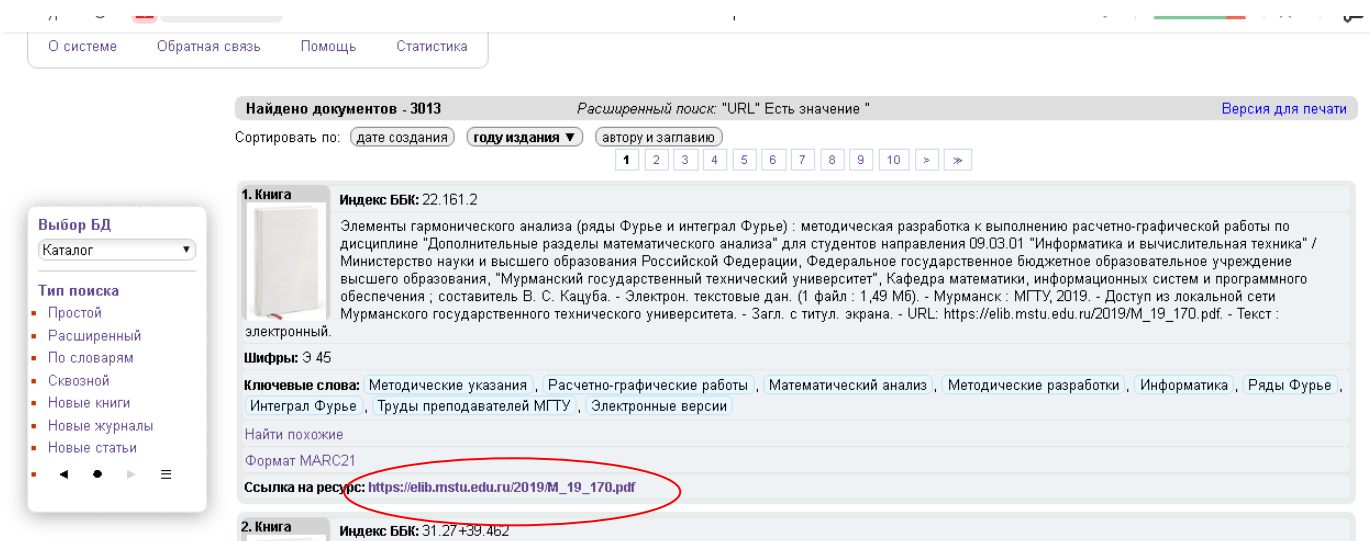 О системе Обратная связь Помощь Статистика
Найдено документов - 3013 Расширенный поиск: "URL" Есть значение " Версия для печати
Сортировать по: дате создания году издания ▼ автору и заглавию
1 2 3 4 5 6 7 8 9 10 > ≫
Выбор БД
Каталог
Тип поиска
Простой
Расширенный
По словарям
Сквозной
Новые книги
Новые журналы
Новые статьи
1. Книга
Индекс ББК: 22.161.2
Элементы гармонического анализа (ряды Фурье и интеграл Фурье) : методическая разработка к выполнению расчетно-графической работы по
дисциплине "Дополнительные разделы математического анализа" для студентов направления 09.03.01 "Информатика и вычислительная техника" /
Министерство науки и высшего образования Российской Федерации, Федеральное государственное бюджетное образовательное учреждение
высшего образования, "Мурманский государственный технический университет", Кафедра математики, информационных систем и программного
обеспечения ; составитель В. С. Кацуба. - Электрон. текстовые дан. (1 файл : 1,49 Мб). - Мурманск : МГТУ, 2019. - Доступ из локальной сети
Мурманского государственного технического университета. - Загл. с титул. экрана. - URL: https://elib.mstu.edu.ru/2019/M_19_170.pdf. - Текст :
электронный.
Шифры: Э 45
Ключевые слова: Методические указания , Расчетно-графические работы , Математический анализ , Методические разработки , Информатика , Ряды Фурье ,
Интеграл Фурье , Труды преподавателей МГТУ , Электронные версии
Найти похожие
Формат MARC21
Ссылка на ресурс: https://elib.mstu.edu.ru/2019/M_19_170.pdf
2. Книга
Индекс ББК: 31.27+39.462